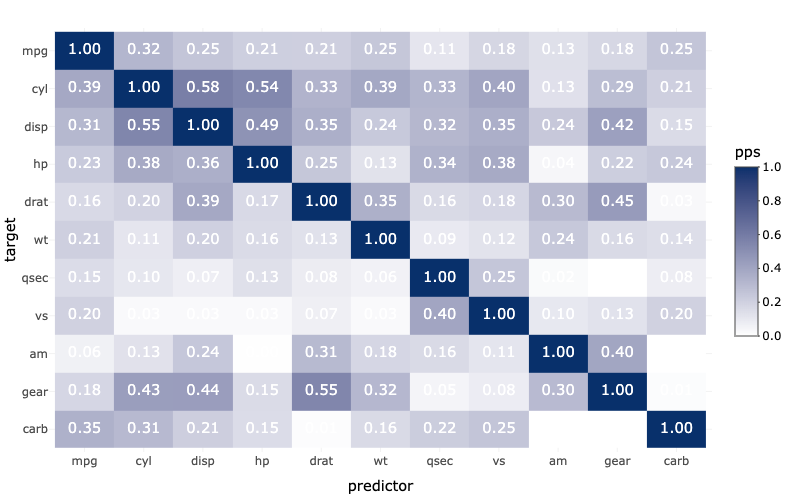 mpg 1.00 0.32 0.25 0.21 0.21 0.25 0.11 0.18 0.13 0.18 0.25
cyl 0.39 1.00 0.58 0.54 0.33 0.39 0.33 0.40 0.13 0.29 0.21
disp 0.31 0.55 1.00 0.49 0.35 0.24 0.32 0.35 0.24 0.42 0.15
hp 0.23 0.38 0.36 1.00 0.25 0.13 0.34 0.38 0.04 0.22 0.24
drat 0.16 0.20 0.39 0.17 1.00 0.35 0.16 0.18 0.30 0.45 0.03
wt 0.21 0.11 0.20 0.16 0.13 1.00 0.09 0.12 0.24 0.16 0.14
qsec 0.15 0.10 0.07 0.13 0.08 0.06 1.00 0.25 0.02 0.08
vs 0.20 0.03 0.03 0.03 0.07 0.03 0.40 1.00 0.10 0.13 0.20
am 0.06 0.13 0.24 0.31 0.18 0.16 0.11 1.00 0.40
gear 0.18 0.43 0.44 0.15 0.55 0.32 0.05 0.08 0.30 1.00
carb 0.35 0.31 0.21 0.15 0.16 0.22 0.25 1.00
mpg cyl disp hp drat wt qsec vs am gear carb
predictor
target
pps
1.0
0.8
0.6
0.4
0.2
0.0